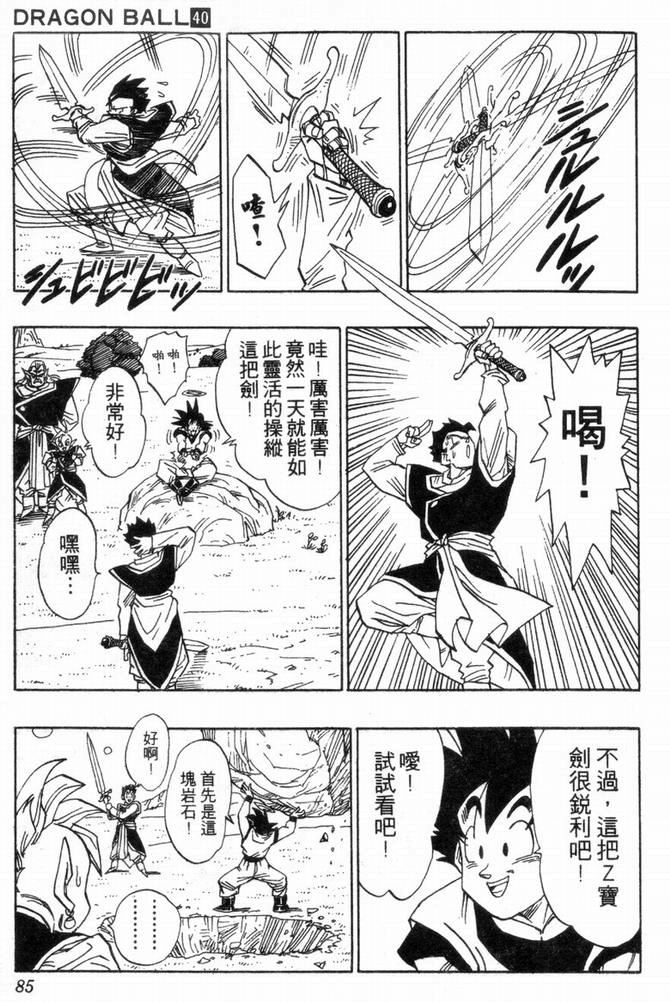 DRAGON BALL 40
シュルルルッ
喳！
シュビビビッ
喝！
哇！厲害厲害！
竟然一天就能如
此靈活的操縱
這把劍！
啪！
啪！
非常好！
嘿嘿…
不過，這把Z寶
劍很鋭利吧！
噯！
試試看吧！
首先是這
塊岩石！
好啊！
………
………
85